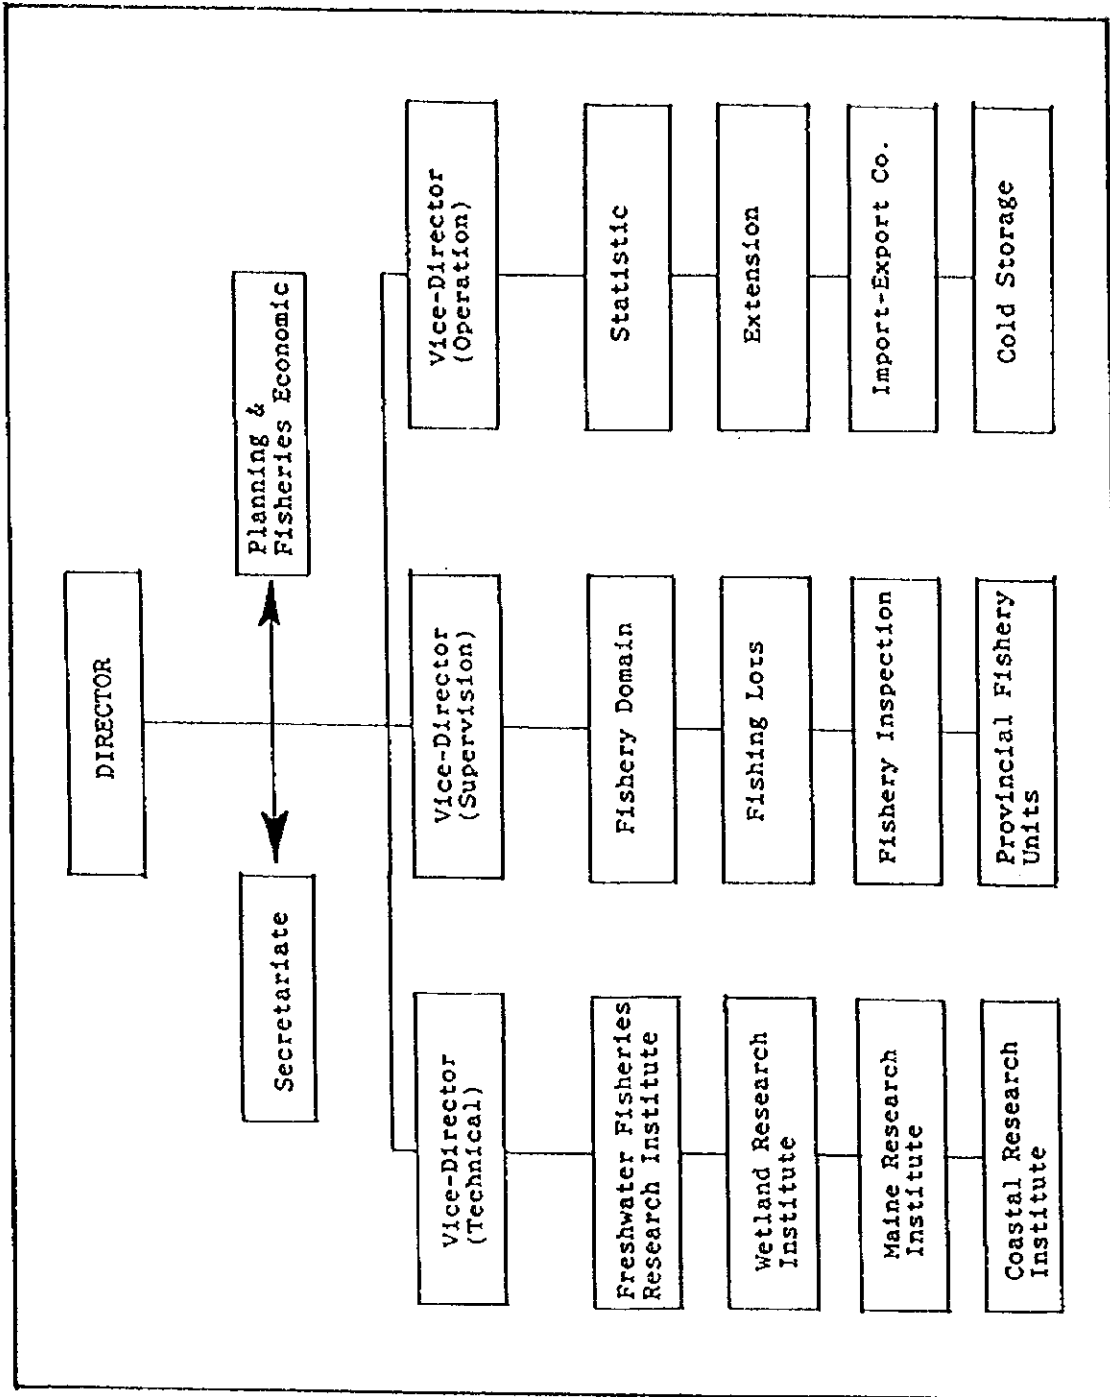 DIRECTOR
Secretariate
Planning &
Fisheries Economic
Vice-Director
(Technical)
Vice-Director
(Supervision)
Vice-Director
(Operation)
Freshwater Fisheries
Research Institute
Fishery Domain
Statistic
Wetland Research
Institute
Fishing Lots
Extension
Maine Research
Institute
Fishery Inspection
Import-Export Co.
Coastal Research
Institute
Provincial Fishery
Units
Cold Storage